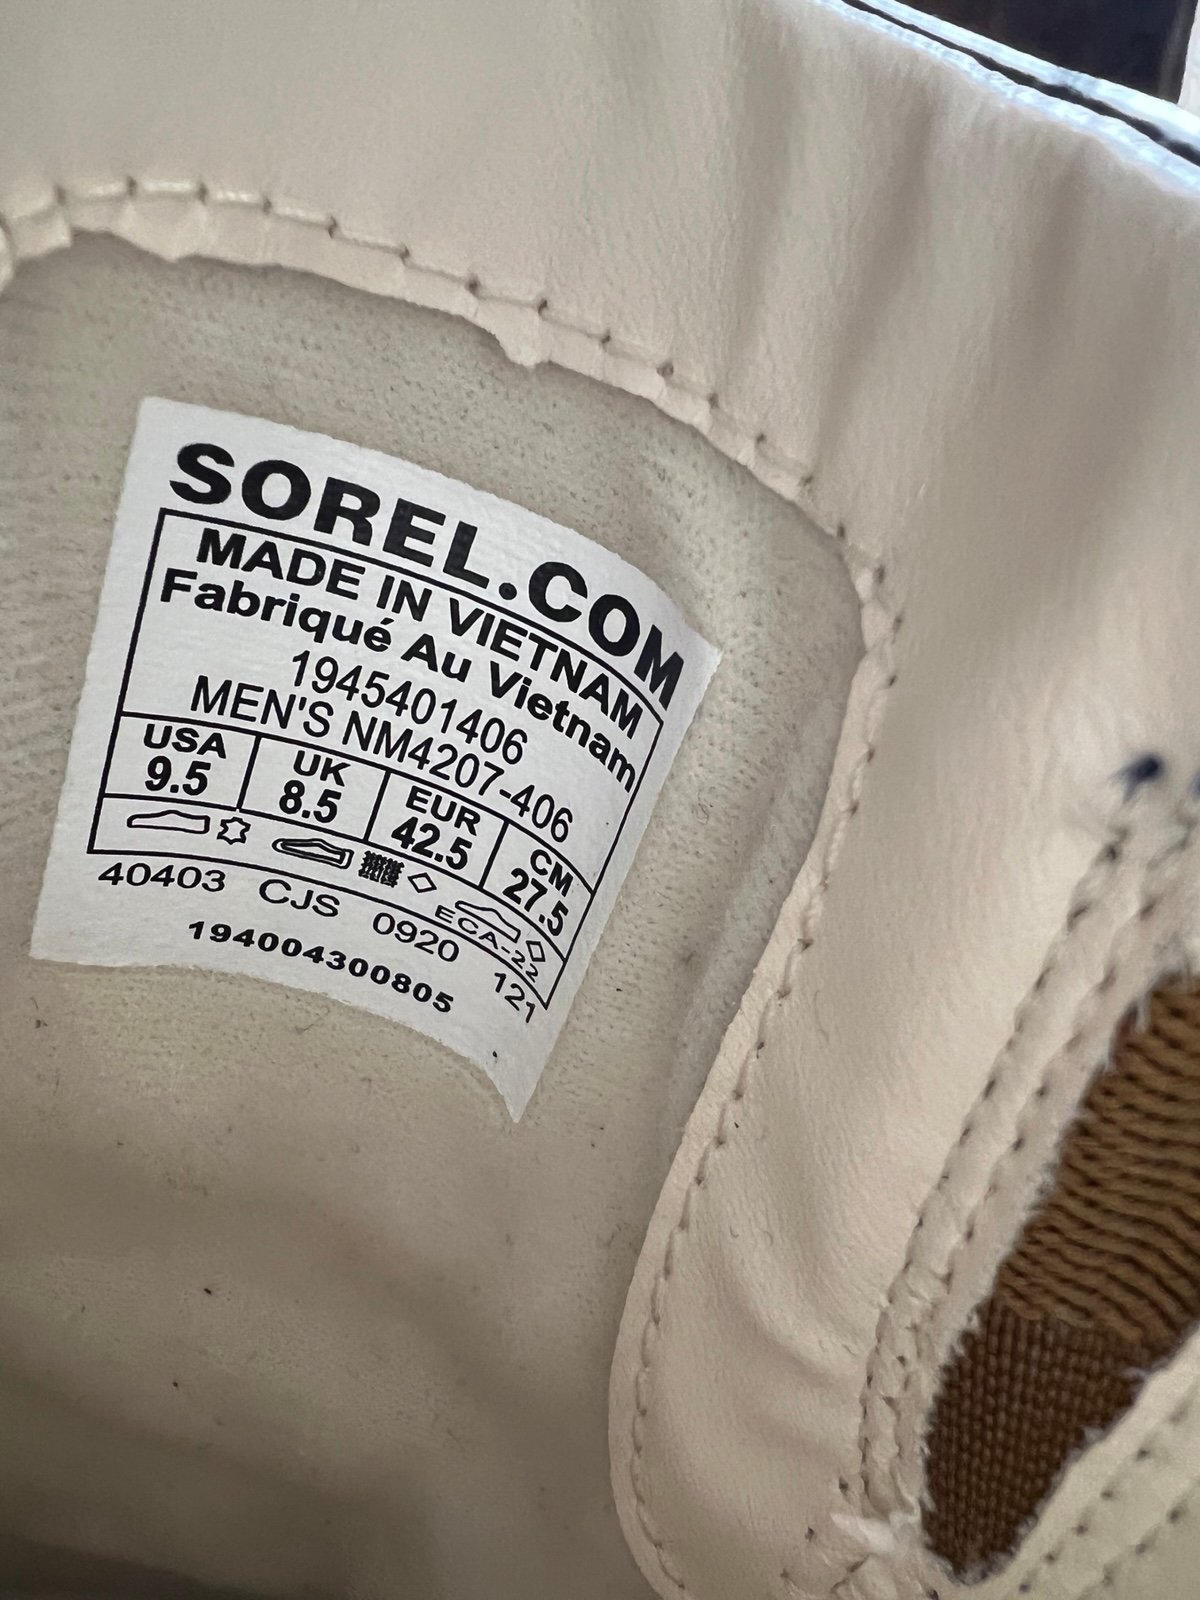 SOREL.COM
MADE IN VIETNAM
Fabriqué Au Vietnam
1945401406
MEN'S NM4207-406
USA UK EUR CM
9.5 8.5 42.5 27.5
ECA-22
40403 CJS 0920 121
194004300805